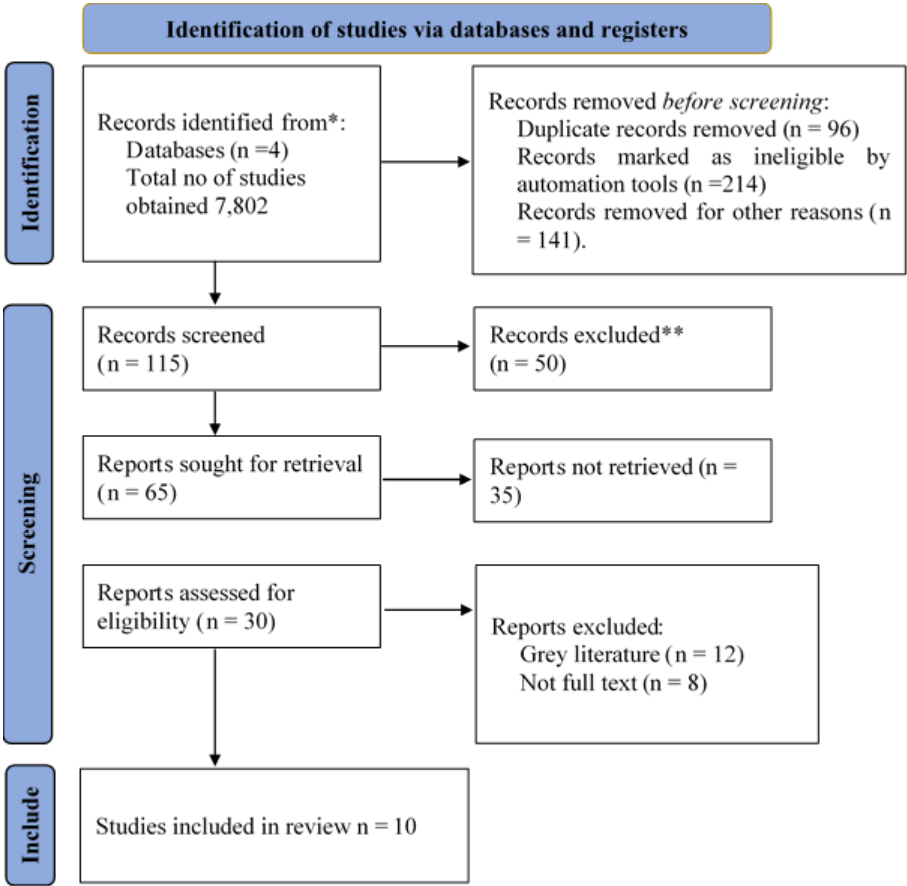 Identification of studies via databases and registers
Identification
Records identified from*:
Databases (n =4)
Total no of studies
obtained 7,802
Records removed before screening:
Duplicate records removed (n = 96)
Records marked as ineligible by
automation tools (n =214)
Records removed for other reasons (n
= 141).
Screening
Records screened
(n = 115)
Records excluded**
(n = 50)
Reports sought for retrieval
(n = 65)
Reports not retrieved (n =
35)
Reports assessed for
eligibility (n = 30)
Reports excluded:
Grey literature (n = 12)
Not full text (n = 8)
Include
Studies included in review n = 10